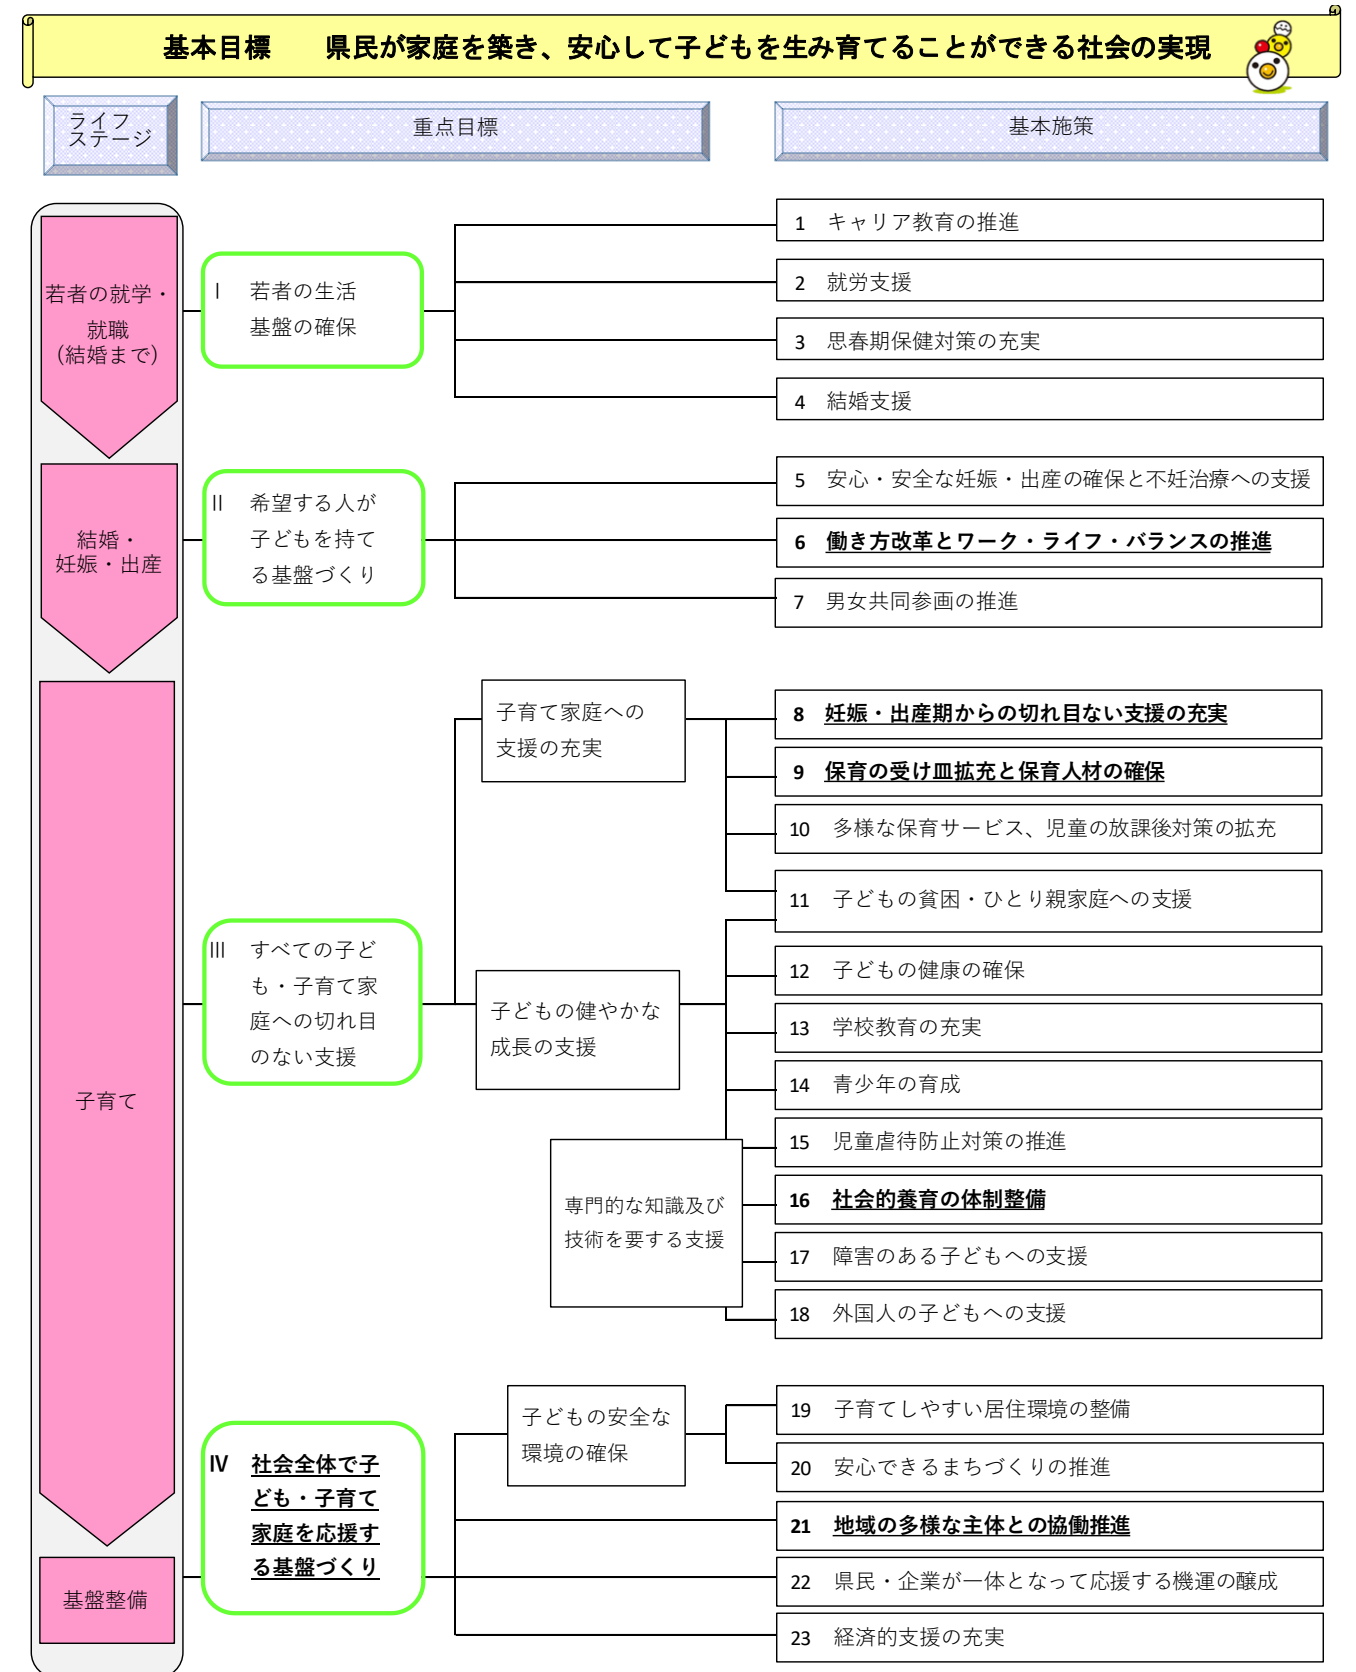 基本目標　　県民が家庭を築き、安心して子どもを生み育てることができる社会の実現
ライフ
ステージ
重点目標
基本施策
若者の就学・
就職
(結婚まで)
Ⅰ　若者の生活
基盤の確保
1　キャリア教育の推進
2　就労支援
3　思春期保健対策の充実
4　結婚支援
結婚・
妊娠・出産
Ⅱ　希望する人が
子どもを持て
る基盤づくり
5　安心・安全な妊娠・出産の確保と不妊治療への支援
6　働き方改革とワーク・ライフ・バランスの推進
7　男女共同参画の推進
子育て
Ⅲ　すべての子ど
も・子育て家
庭への切れ目
のない支援
子育て家庭への
支援の充実
8　妊娠・出産期からの切れ目ない支援の充実
9　保育の受け皿拡充と保育人材の確保
10　多様な保育サービス、児童の放課後対策の拡充
11　子どもの貧困・ひとり親家庭への支援
子どもの健やかな
成長の支援
12　子どもの健康の確保
13　学校教育の充実
14　青少年の育成
専門的な知識及び
技術を要する支援
15　児童虐待防止対策の推進
16　社会的養育の体制整備
17　障害のある子どもへの支援
18　外国人の子どもへの支援
基盤整備
Ⅳ　社会全体で子
ども・子育て
家庭を応援す
る基盤づくり
子どもの安全な
環境の確保
19　子育てしやすい居住環境の整備
20　安心できるまちづくりの推進
21　地域の多様な主体との協働推進
22　県民・企業が一体となって応援する機運の醸成
23　経済的支援の充実